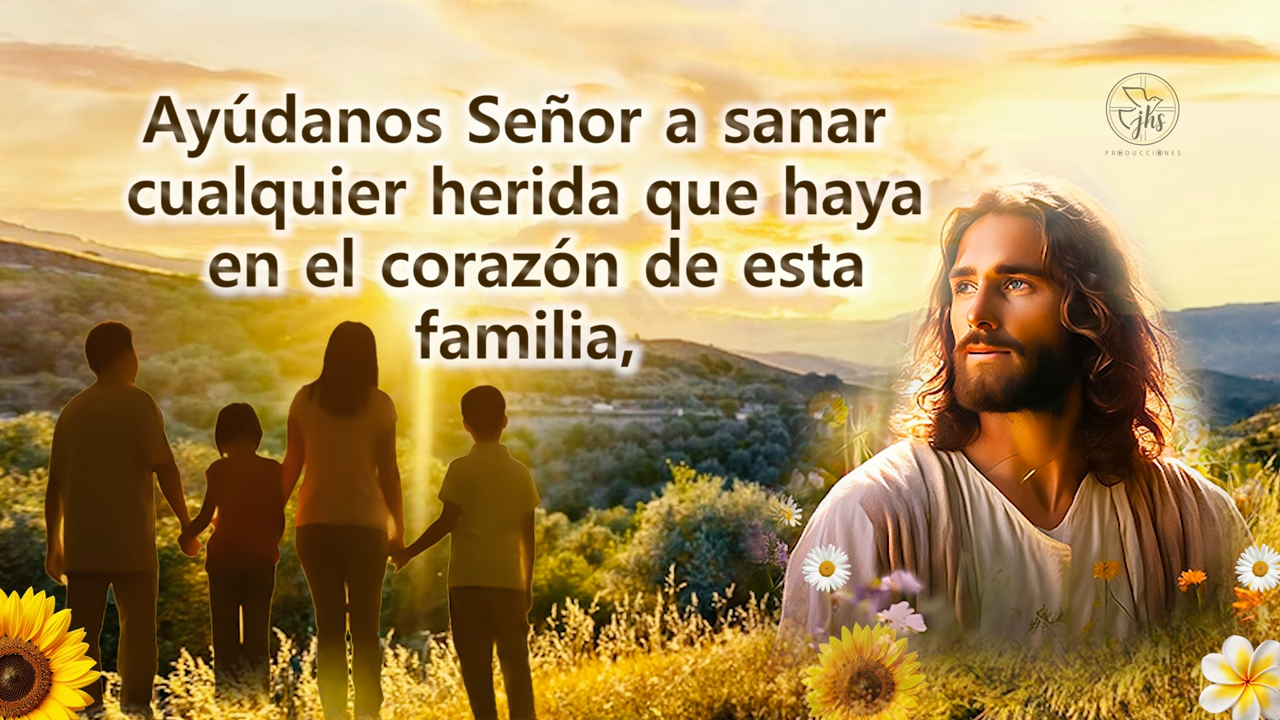 Ayúdanos Señor a sanar
cualquier herida que haya
en el corazón de esta
familia,
jhs
PRODUCCIONES